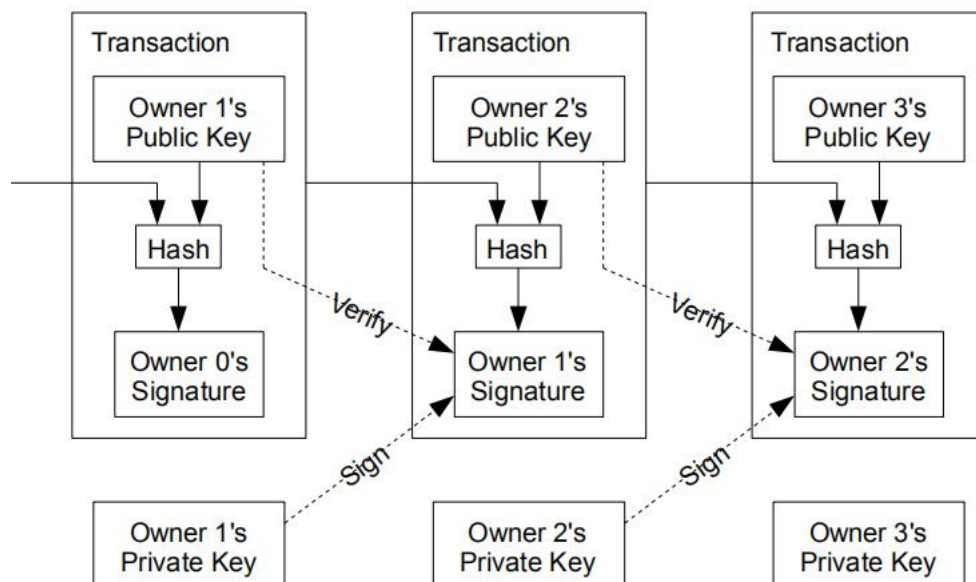 Transaction
Transaction
Transaction
Owner 1's
Public Key
Owner 2's
Public Key
Owner 3's
Public Key
Hash
Hash
Hash
Verify
Verify
Owner 0's
Signature
Owner 1's
Signature
Owner 2's
Signature
Sign
Sign
Owner 1's
Private Key
Owner 2's
Private Key
Owner 3's
Private Key